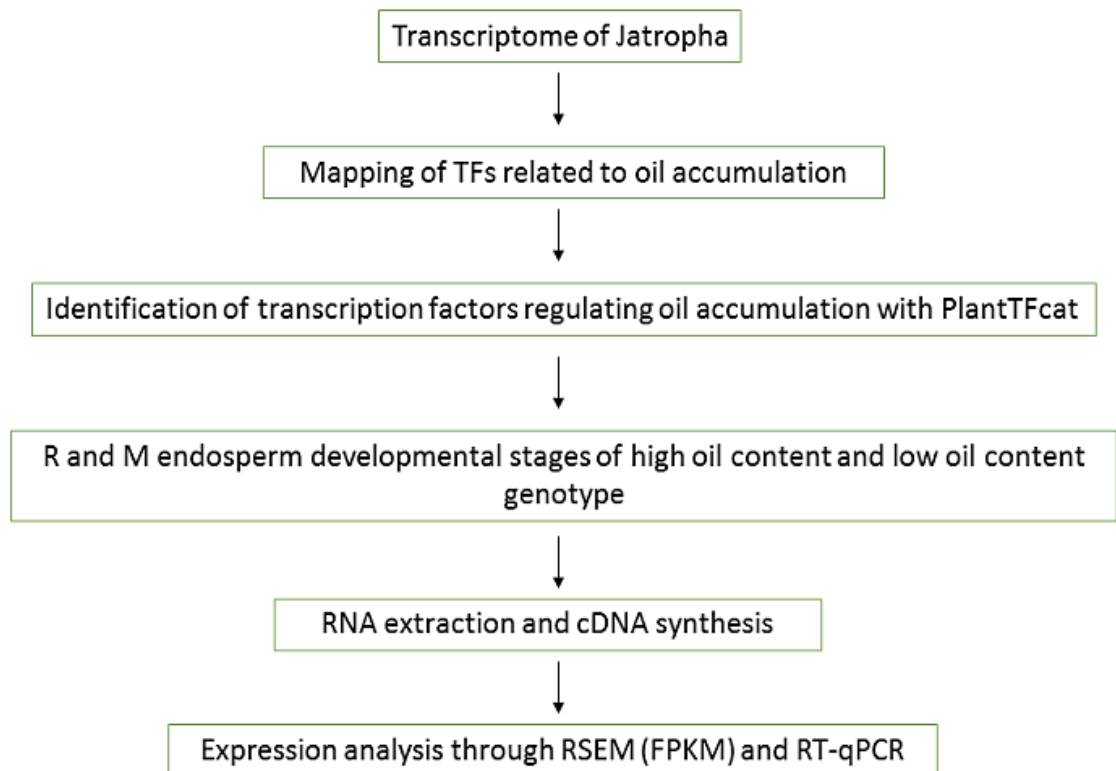 Transcriptome of Jatropha
Mapping of TFs related to oil accumulation
Identification of transcription factors regulating oil accumulation with PlantTFcat
R and M endosperm developmental stages of high oil content and low oil content
genotype
RNA extraction and cDNA synthesis
Expression analysis through RSEM (FPKM) and RT-qPCR